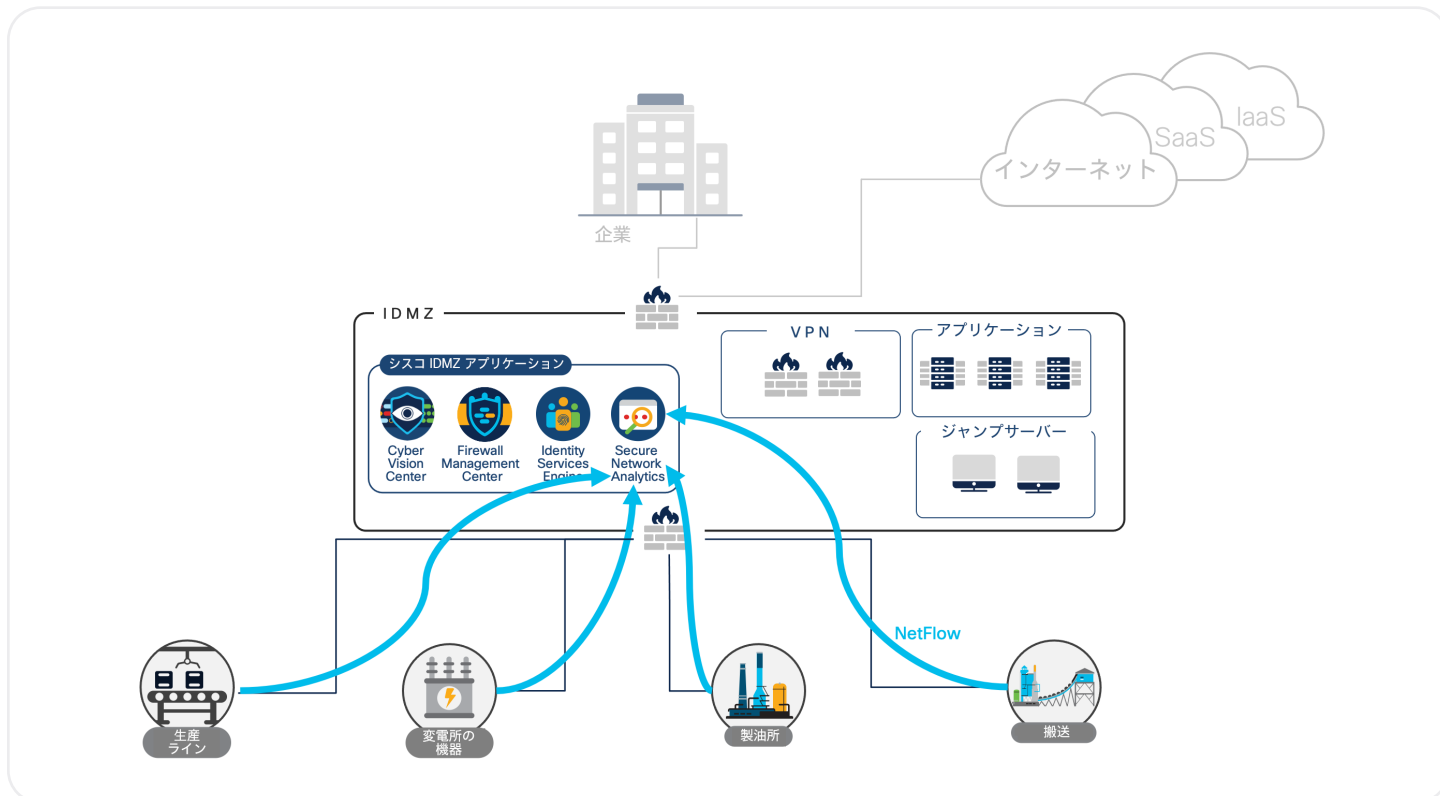 IaaS
SaaS
インターネット
企業
IDMZ
VPN
アプリケーション
シスコ IDMZ アプリケーション
Cyber
Vision
Center
Firewall
Management
Center
Identity
Services
Engine
Secure
Network
Analytics
ジャンプサーバー
NetFlow
生産
ライン
変電所の
機器
製油所
搬送